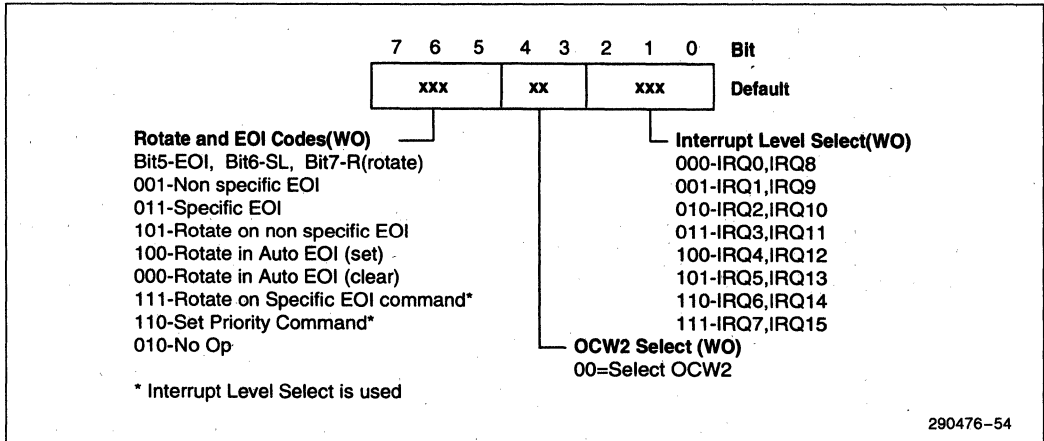 7 6 5 4 3 2 1 0 Bit
xxx xx xxx Default
Rotate and EOI Codes(WO)
Bit5-EOI, Bit6-SL, Bit7-R(rotate)
001-Non specific EOI
011-Specific EOI
101-Rotate on non specific EOI
100-Rotate in Auto EOI (set)
000-Rotate in Auto EOI (clear)
111-Rotate on Specific EOI command*
110-Set Priority Command*
010-No Op
* Interrupt Level Select is used
Interrupt Level Select(WO)
000-IRQ0,IRQ8
001-IRQ1,IRQ9
010-IRQ2,IRQ10
011-IRQ3,IRQ11
100-IRQ4,IRQ12
101-IRQ5,IRQ13
110-IRQ6,IRQ14
111-IRQ7,IRQ15
OCW2 Select (WO)
00=Select OCW2
290476-54